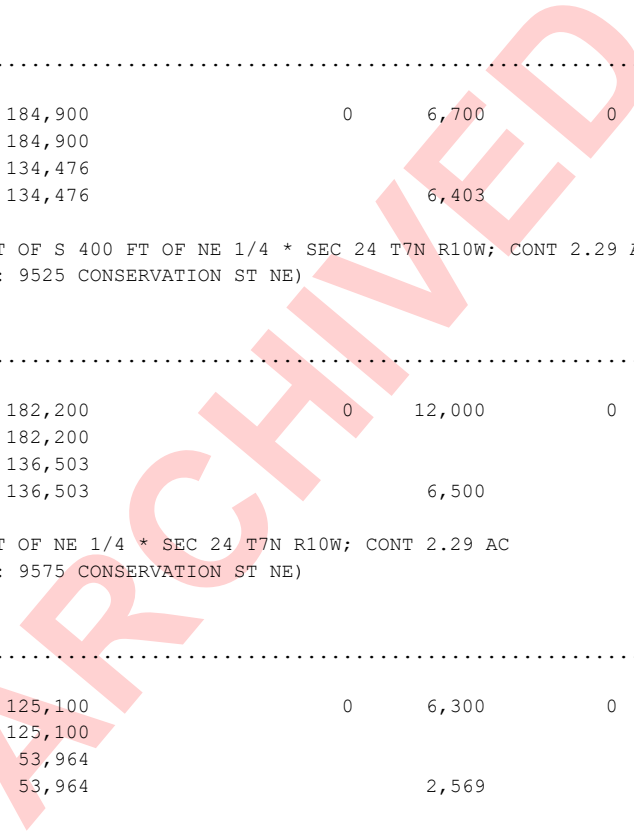 ........................................................
184,900 0 6,700 0
184,900
134,476
134,476 6,403
T OF S 400 FT OF NE 1/4 * SEC 24 T7N R10W; CONT 2.29
: 9525 CONSERVATION ST NE)
........................................................
182,200 0 12,000 0
182,200
136,503
136,503 6,500
T OF NE 1/4 * SEC 24 T7N R10W; CONT 2.29 AC
: 9575 CONSERVATION ST NE)
........................................................
125,100 0 6,300 0
125,100
53,964
53,964 2,569
ARCHIVED